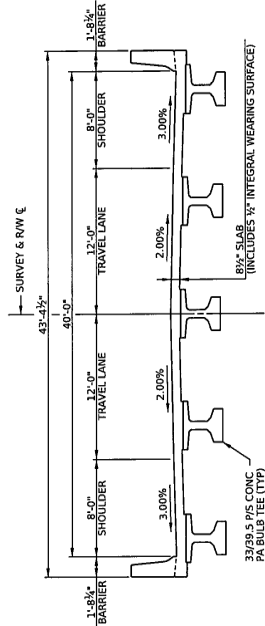 SURVEY & R/W ℄
43'-4½"
40'-0"
1'-8¼"
BARRIER
8'-0"
SHOULDER
12'-0"
TRAVEL LANE
12'-0"
TRAVEL LANE
8'-0"
SHOULDER
1'-8¼"
BARRIER
3.00%
2.00%
2.00%
3.00%
33/39.5 P/S CONC
PA BULB TEE (TYP)
8½" SLAB
(INCLUDES ½" INTEGRAL WEARING SURFACE)